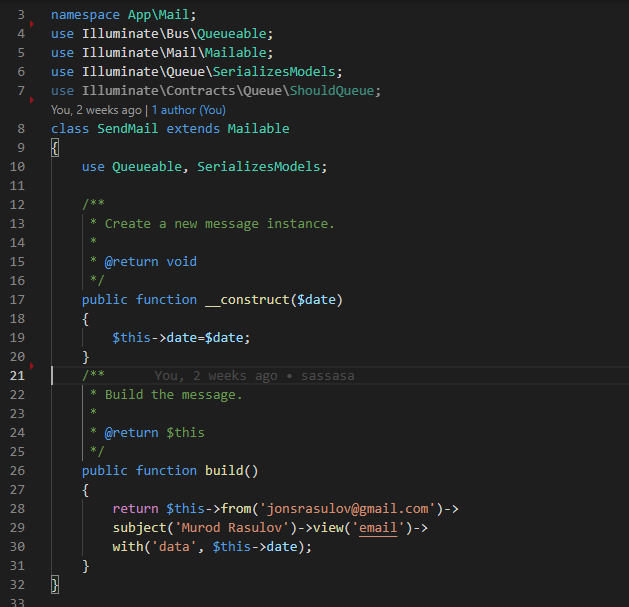 3 namespace App\Mail;
4 use Illuminate\Bus\Queueable;
5 use Illuminate\Mail\Mailable;
6 use Illuminate\Queue\SerializesModels;
7 use Illuminate\Contracts\Queue\ShouldQueue;
You, 2 weeks ago | 1 author (You)
8 class SendMail extends Mailable
9 {
10 use Queueable, SerializesModels;
11
12 /**
13 * Create a new message instance.
14 *
15 * @return void
16 */
17 public function __construct($date)
18 {
19 $this->date=$date;
20 }
21 /** You, 2 weeks ago • sassasa
22 * Build the message.
23 *
24 * @return $this
25 */
26 public function build()
27 {
28 return $this->from('jonsrasulov@gmail.com')->
29 subject('Murod Rasulov')->view('email')->
30 with('data', $this->date);
31 }
32 }
33